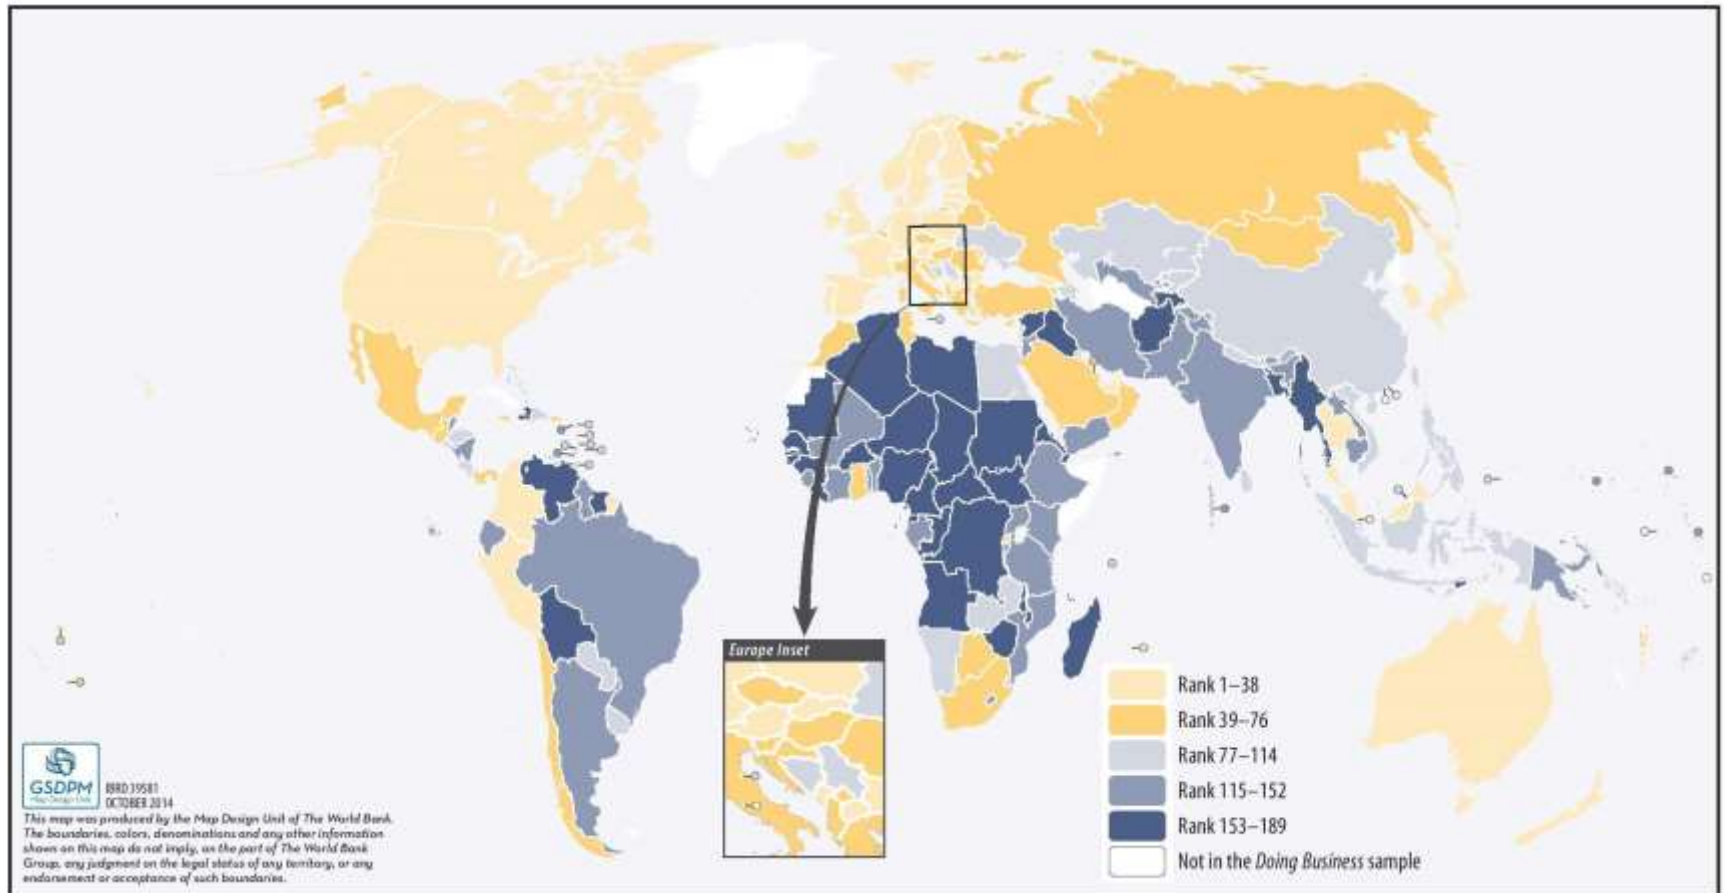 Europe Inset
Rank 1–38
Rank 39–76
Rank 77–114
Rank 115–152
Rank 153–189
Not in the Doing Business sample
GSDPM
Map Design Unit
IBRD 39581
OCTOBER 2014
This map was produced by the Map Design Unit of The World Bank.
The boundaries, colors, denominations and any other information
shown on this map do not imply, on the part of The World Bank
Group, any judgment on the legal status of any territory, or any
endorsement or acceptance of such boundaries.